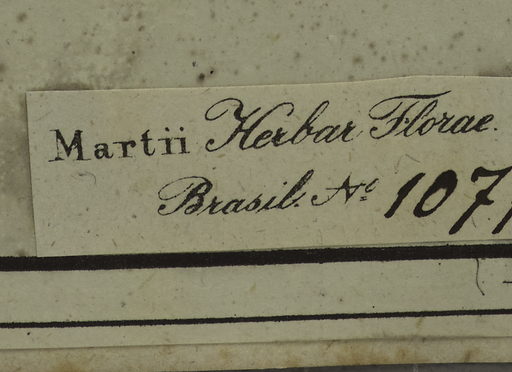 Martii Herbar. Florae.
Brasil. No. 107